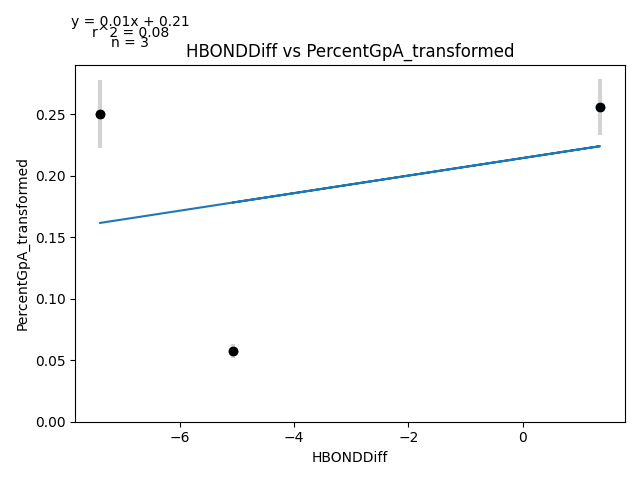 y = 0.01x + 0.21
r^2 = 0.08
n = 3
HBONDDiff vs PercentGpA_transformed
PercentGpA_transformed
0.25
0.20
0.15
0.10
0.05
0.00
−6
−4
−2
0
HBONDDiff